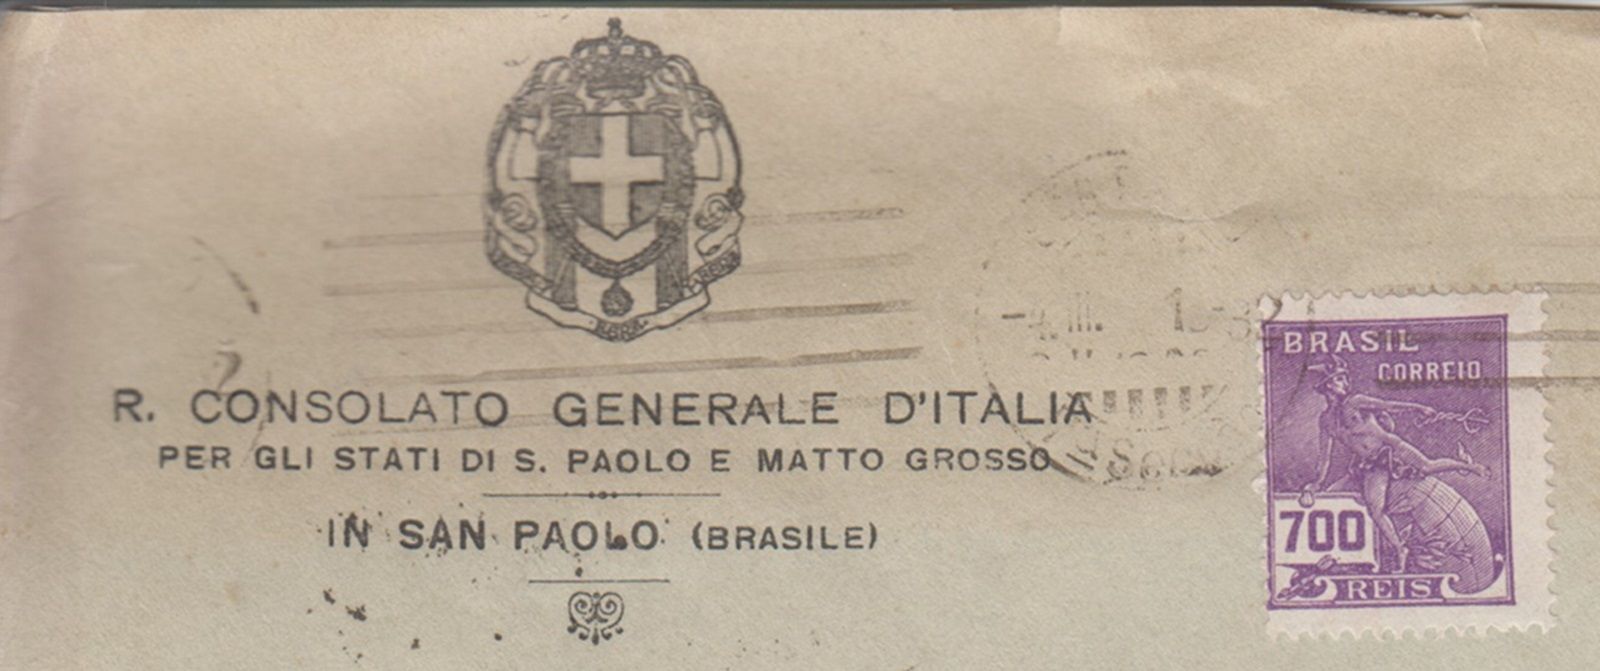 R. CONSOLATO GENERALE D'ITALIA
PER GLI STATI DI S. PAOLO E MATTO GROSSO
IN SAN PAOLO (BRASILE)
BRASIL
CORREIO
700
REIS